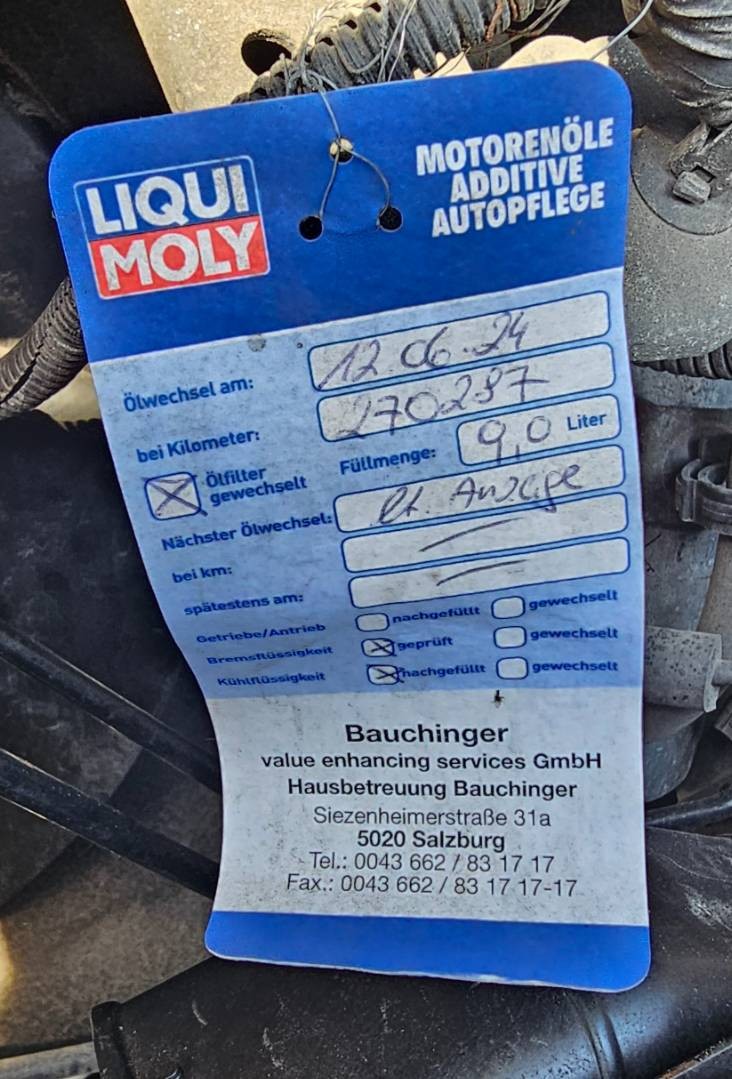 LIQUI
MOLY
MOTORENÖLE
ADDITIVE
AUTOPFLEGE
Ölwechsel am: 12.06.24
bei Kilometer: 270287
Ölfilter gewechselt
Füllmenge: 9,0 Liter
Nächster Ölwechsel: lt. Anzeige
bei km:
spätestens am:
Getriebe/Antrieb nachgefüllt gewechselt
Bremsflüssigkeit geprüft gewechselt
Kühlflüssigkeit nachgefüllt gewechselt
Bauchinger
value enhancing services GmbH
Hausbetreuung Bauchinger
Siezenheimerstraße 31a
5020 Salzburg
Tel.: 0043 662 / 83 17 17
Fax.: 0043 662 / 83 17 17-17